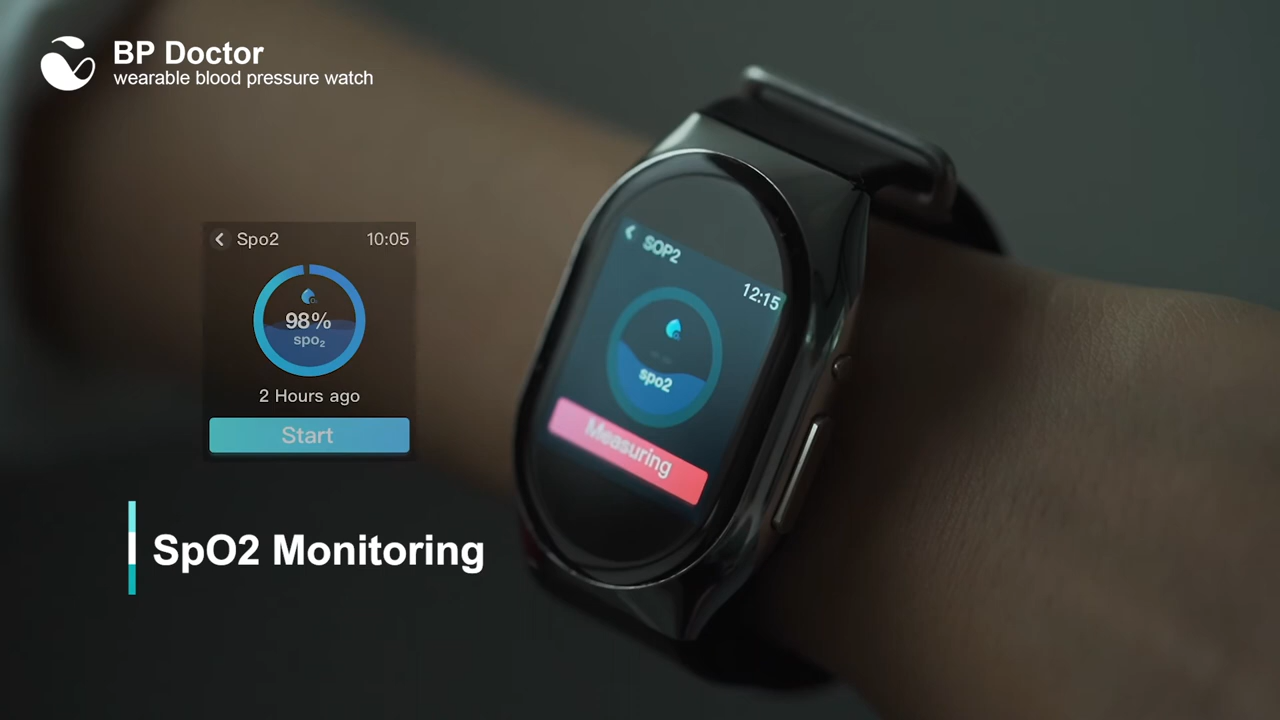 BP Doctor
wearable blood pressure watch
Spo2
10:05
98%
spo₂
2 Hours ago
Start
SpO2 Monitoring
SOP2
12:15
spo2
Measuring